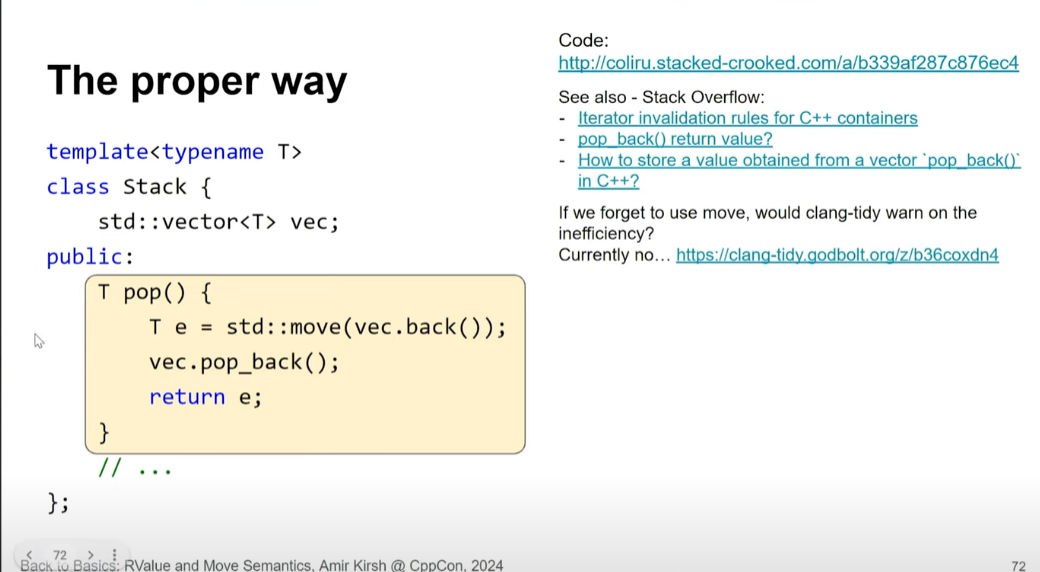 The proper way
template<typename T>
class Stack {
std::vector<T> vec;
public:
T pop() {
T e = std::move(vec.back());
vec.pop_back();
return e;
}
// ...
};
Code:
http://coliru.stacked-crooked.com/a/b339af287c876ec4
See also - Stack Overflow:
- Iterator invalidation rules for C++ containers
- pop_back() return value?
- How to store a value obtained from a vector `pop_back()`
in C++?
If we forget to use move, would clang-tidy warn on the
inefficiency?
Currently no... https://clang-tidy.godbolt.org/z/b36coxdn4
< 72 >
Back to Basics: RValue and Move Semantics, Amir Kirsh @ CppCon, 2024
72